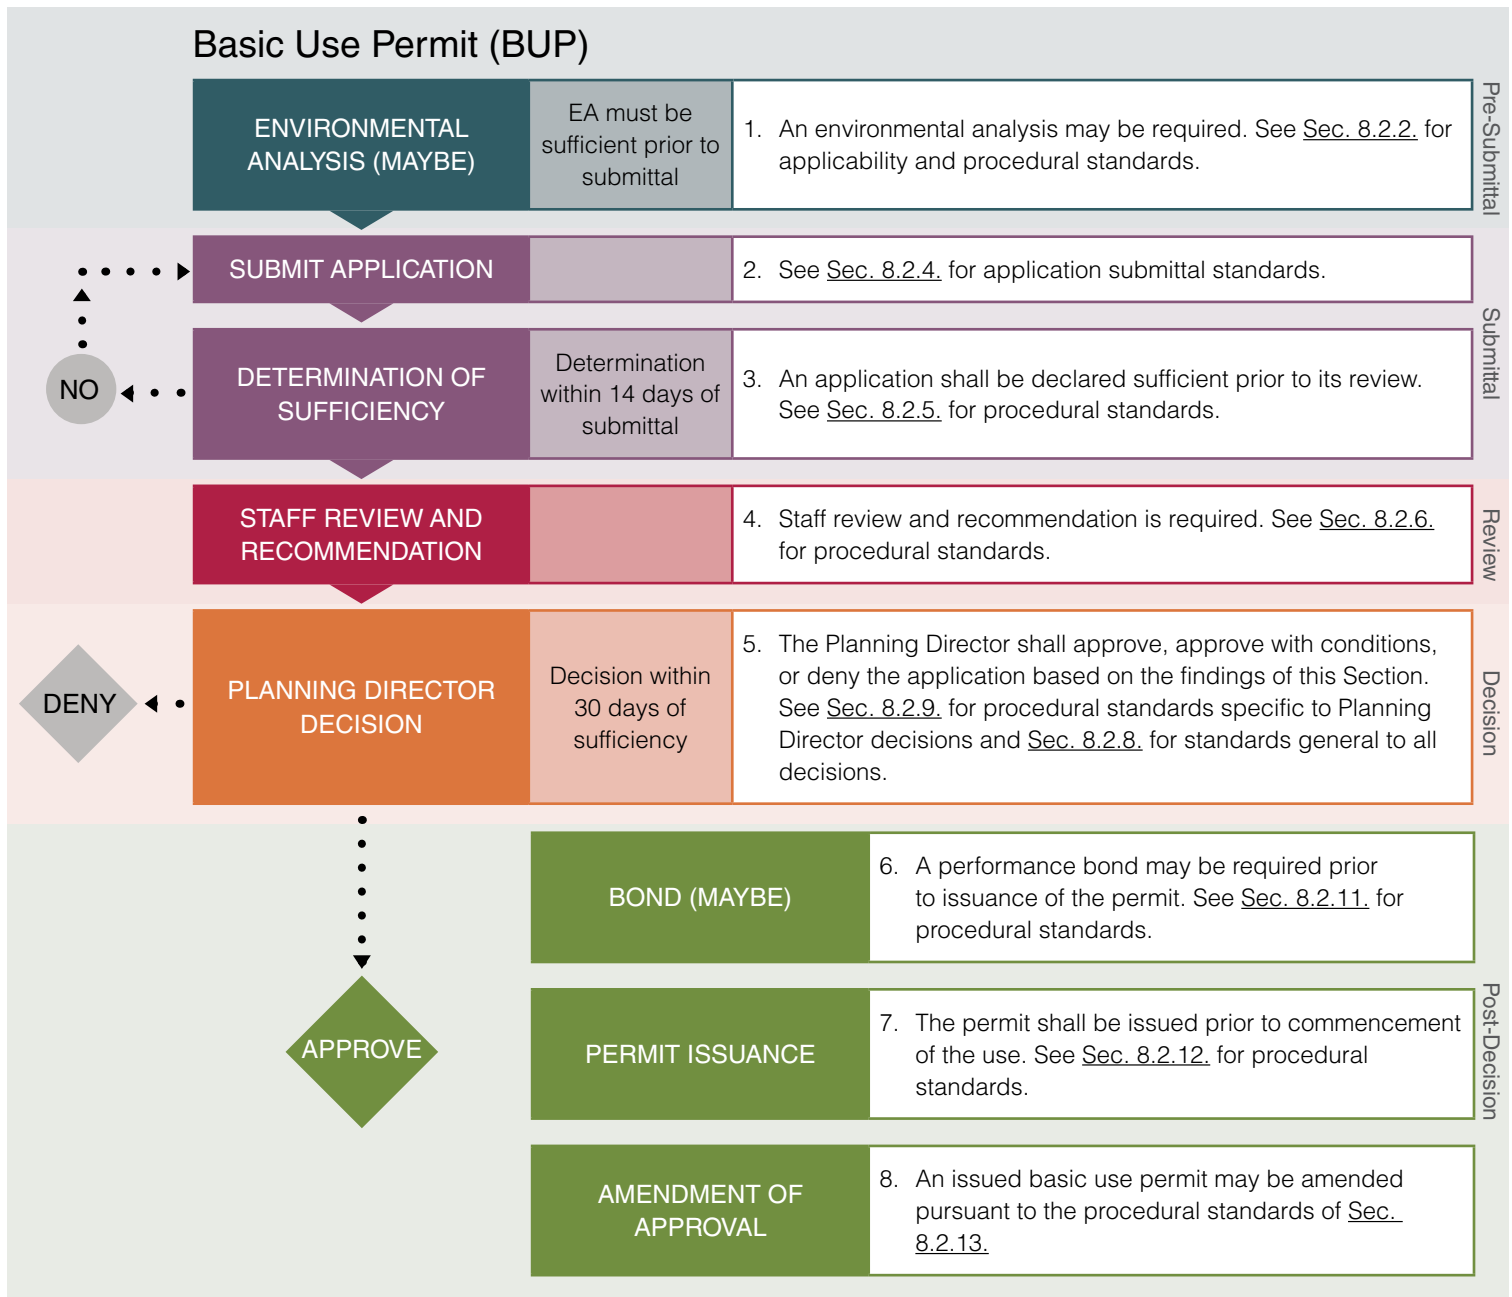 Basic Use Permit (BUP)
ENVIRONMENTAL
ANALYSIS (MAYBE)
EA must be
sufficient prior to
submittal
1. An environmental analysis may be required. See Sec. 8.2.2. for
applicability and procedural standards.
Pre-Submittal
SUBMIT APPLICATION
2. See Sec. 8.2.4. for application submittal standards.
NO
DETERMINATION OF
SUFFICIENCY
Determination
within 14 days of
submittal
3. An application shall be declared sufficient prior to its review.
See Sec. 8.2.5. for procedural standards.
Submittal
STAFF REVIEW AND
RECOMMENDATION
4. Staff review and recommendation is required. See Sec. 8.2.6.
for procedural standards.
Review
DENY
PLANNING DIRECTOR
DECISION
Decision within
30 days of
sufficiency
5. The Planning Director shall approve, approve with conditions,
or deny the application based on the findings of this Section.
See Sec. 8.2.9. for procedural standards specific to Planning
Director decisions and Sec. 8.2.8. for standards general to all
decisions.
Decision
APPROVE
BOND (MAYBE)
6. A performance bond may be required prior
to issuance of the permit. See Sec. 8.2.11. for
procedural standards.
PERMIT ISSUANCE
7. The permit shall be issued prior to commencement
of the use. See Sec. 8.2.12. for procedural
standards.
AMENDMENT OF
APPROVAL
8. An issued basic use permit may be amended
pursuant to the procedural standards of Sec.
8.2.13.
Post-Decision